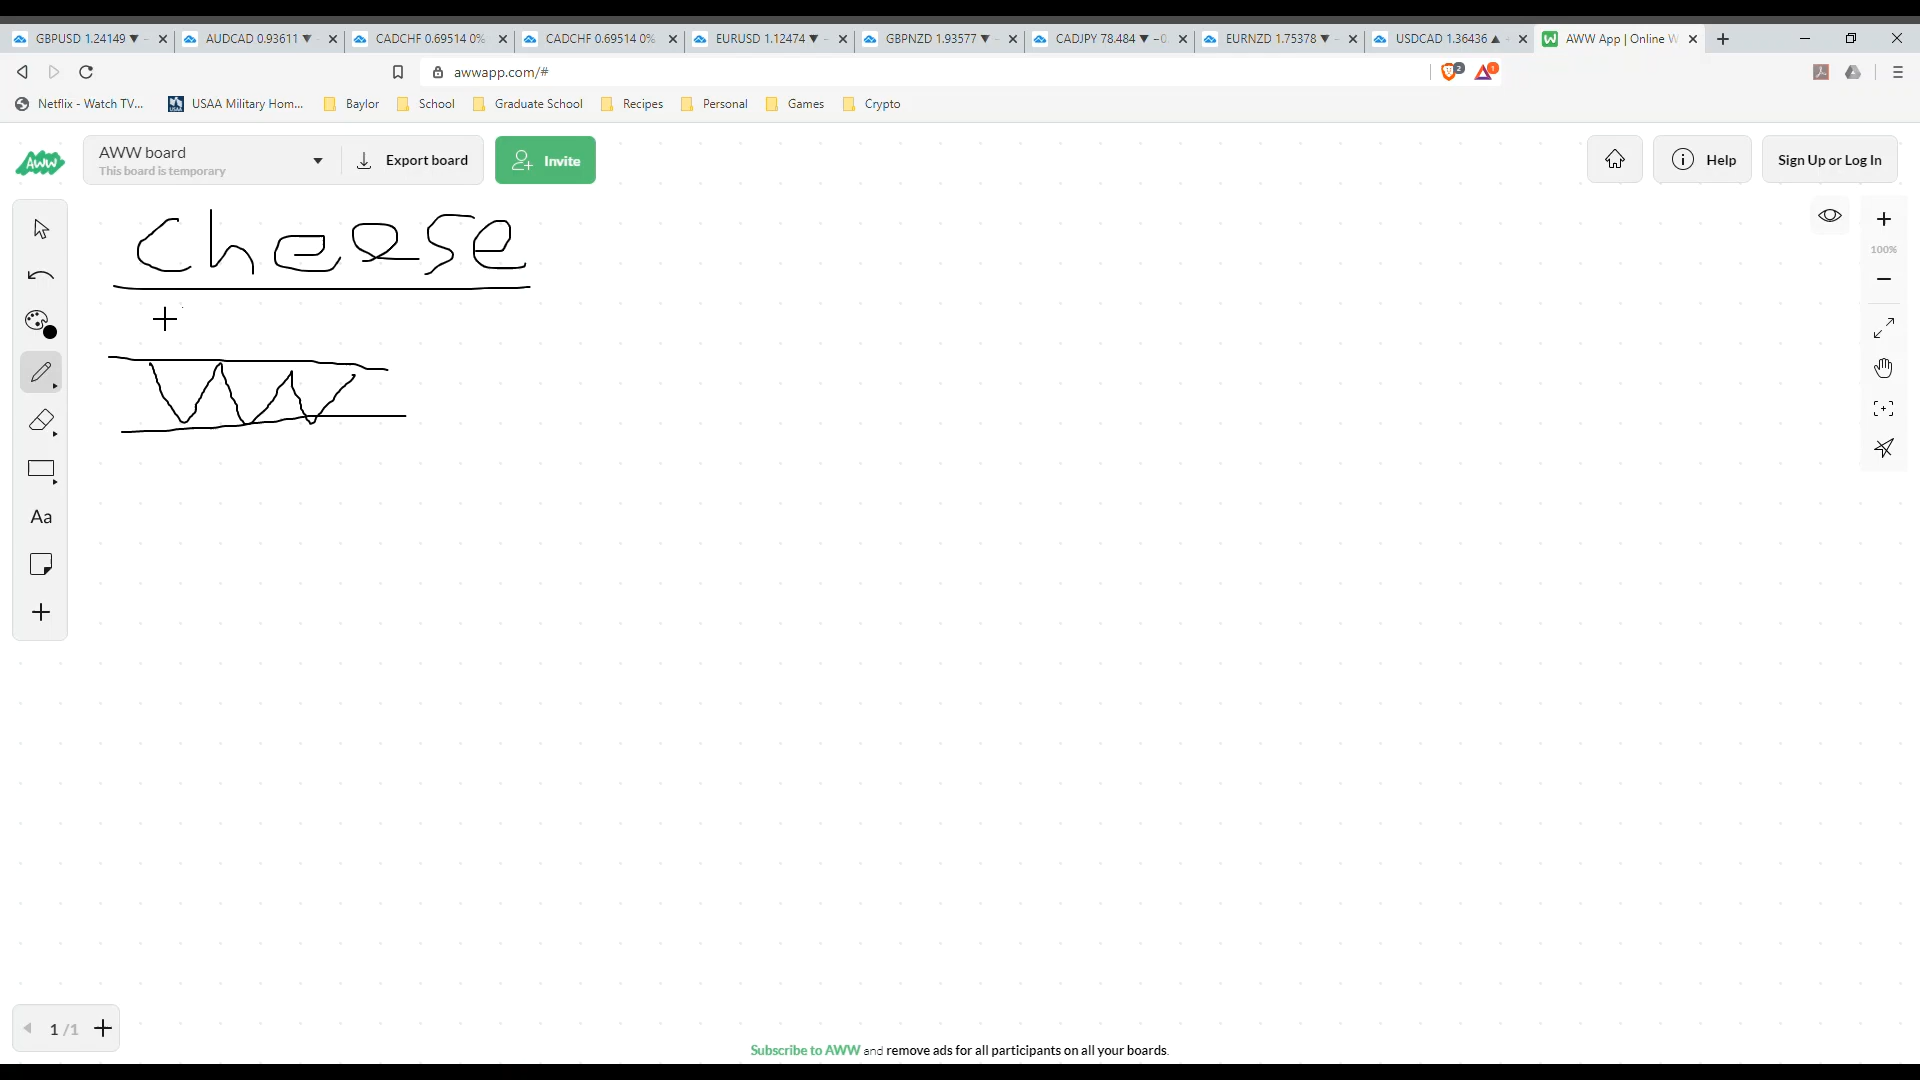 GBPUSD 1.24149 ▼ AUDCAD 0.93611 ▼ CADCHF 0.69514 0% CADCHF 0.69514 0% EURUSD 1.12474 ▼ GBPNZD 1.93577 ▼ CADJPY 78.484 ▼ −0. EURNZD 1.75378 ▼ USDCAD 1.36436 ▲ AWW App | Online W
awwapp.com/# 2 1
Netflix - Watch TV... USAA Military Hom... Baylor School Graduate School Recipes Personal Games Crypto
AWW
AWW board Export board Invite Help Sign Up or Log In
This board is temporary
Cheese
100%
Aa
1 /1
Subscribe to AWW and remove ads for all participants on all your boards.